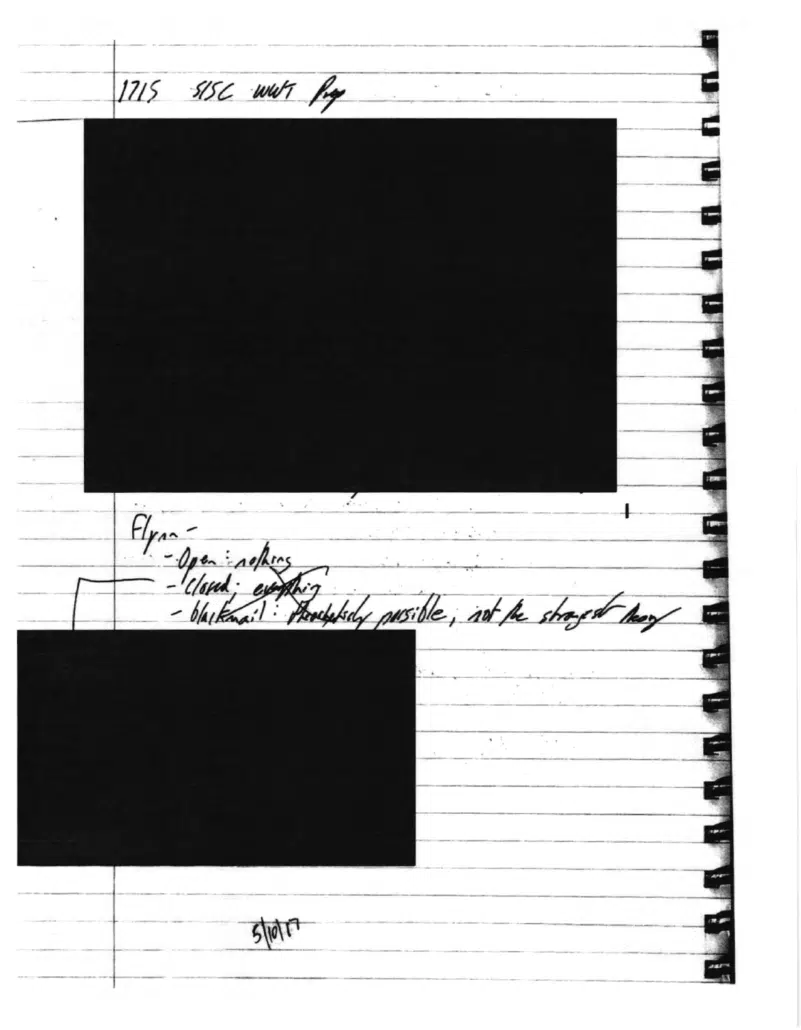 1715 SISC WWT Prep
Flynn -
- Open: nothing
- Closed; everything
- blackmail: theoretically possible, not the strongest theory
5/10/17